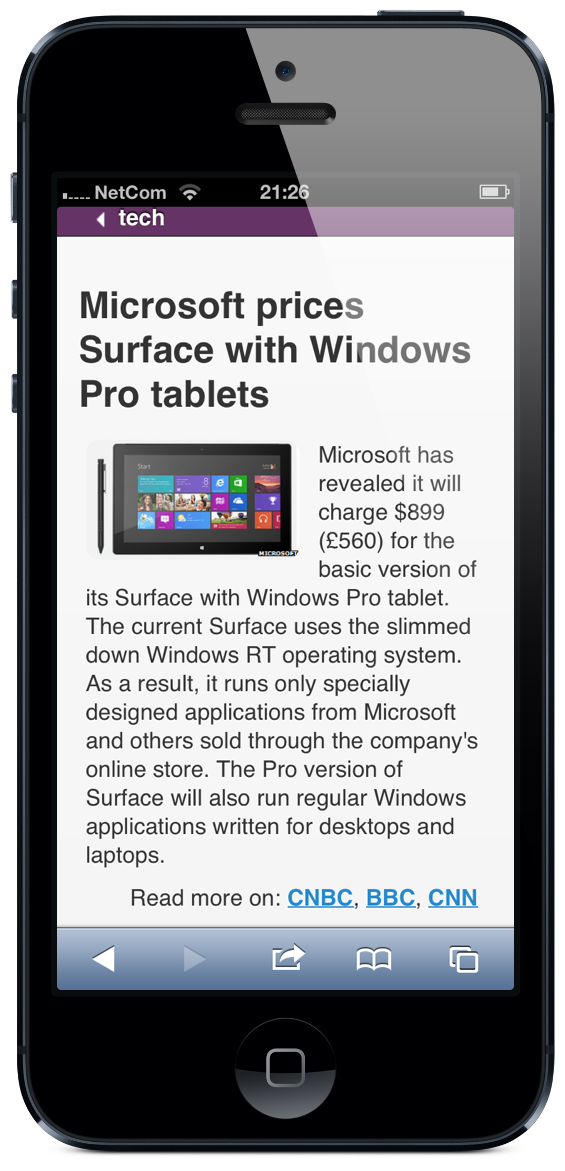 NetCom 21:26
tech
Microsoft prices
Surface with Windows
Pro tablets
Start
MICROSOFT
Microsoft has
revealed it will
charge $899
(£560) for the
basic version of
its Surface with Windows Pro tablet.
The current Surface uses the slimmed
down Windows RT operating system.
As a result, it runs only specially
designed applications from Microsoft
and others sold through the company's
online store. The Pro version of
Surface will also run regular Windows
applications written for desktops and
laptops.
Read more on: CNBC, BBC, CNN